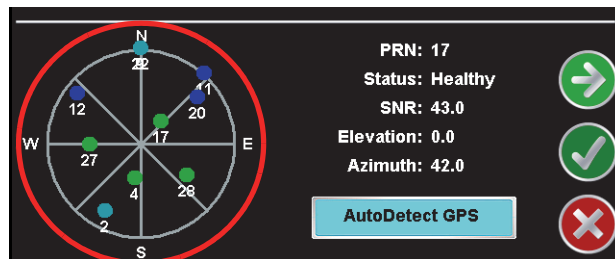 N
22
11
12
20
17
W
E
27
4
28
2
S
PRN: 17
Status: Healthy
SNR: 43.0
Elevation: 0.0
Azimuth: 42.0
AutoDetect GPS